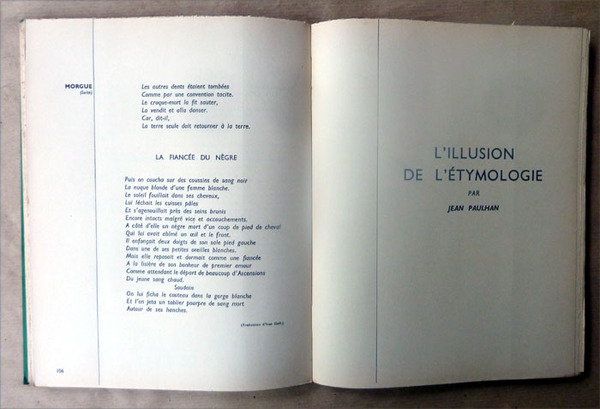 MORGUE
(Suite)
Les autres dents étaient tombées
Comme par une convention tacite.
Le croque-mort la fit sauter,
La vendit et alla danser.
Car, dit-il,
La terre seule doit retourner à la terre.
LA FIANCÉE DU NÈGRE
Puis on coucha sur des coussins de sang noir
La nuque blonde d'une femme blanche.
Le soleil fouillait dans ses cheveux,
Lui léchait les cuisses pâles
Et s'agenouillait près des seins brunis
Encore intacts malgré vice et accouchements.
A côté d'elle un nègre mort d'un coup de pied de cheval
Qui lui avait abîmé un œil et le front.
Il enfonçait deux doigts de son sale pied gauche
Dans une de ses petites oreilles blanches.
Mais elle reposait et dormait comme une fiancée
A la lisière de son bonheur de premier amour
Comme attendant le départ de beaucoup d'Ascensions
Du jeune sang chaud.
Soudain
On lui ficha le couteau dans la gorge blanche
Et l'on jeta un tablier pourpre de sang mort
Autour de ses hanches.
(Traduction d'Ivan
106
L'ILLUSION
DE L'ÉTYMOLOGIE
PAR
JEAN PAULHAN